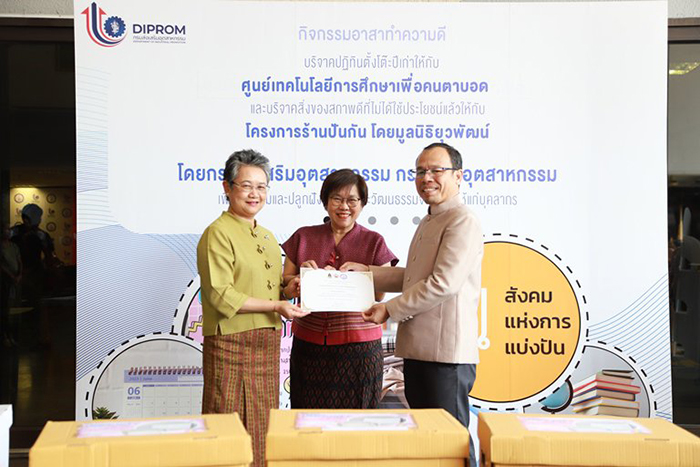 DIPROM
กรมส่งเสริมอุตสาหกรรม
DEPARTMENT OF INDUSTRIAL PROMOTION
กิจกรรมอาสาทำความดี
บริจาคปฏิทินตั้งโต๊ะปีเก่าให้กับ
ศูนย์เทคโนโลยีการศึกษาเพื่อคนตาบอด
และบริจาคสิ่งของสภาพดีที่ไม่ได้ใช้ประโยชน์แล้วให้กับ
โครงการร้านปันกัน โดยมูลนิธิยุวพัฒน์
โดยกร เสริมอุตสาหกรรม กร อุตสาหกรรม
และปลูกฝัง วัฒนธรรม ให้แก่บุคลากร
สังคม
แห่งการ
แบ่งปัน
06